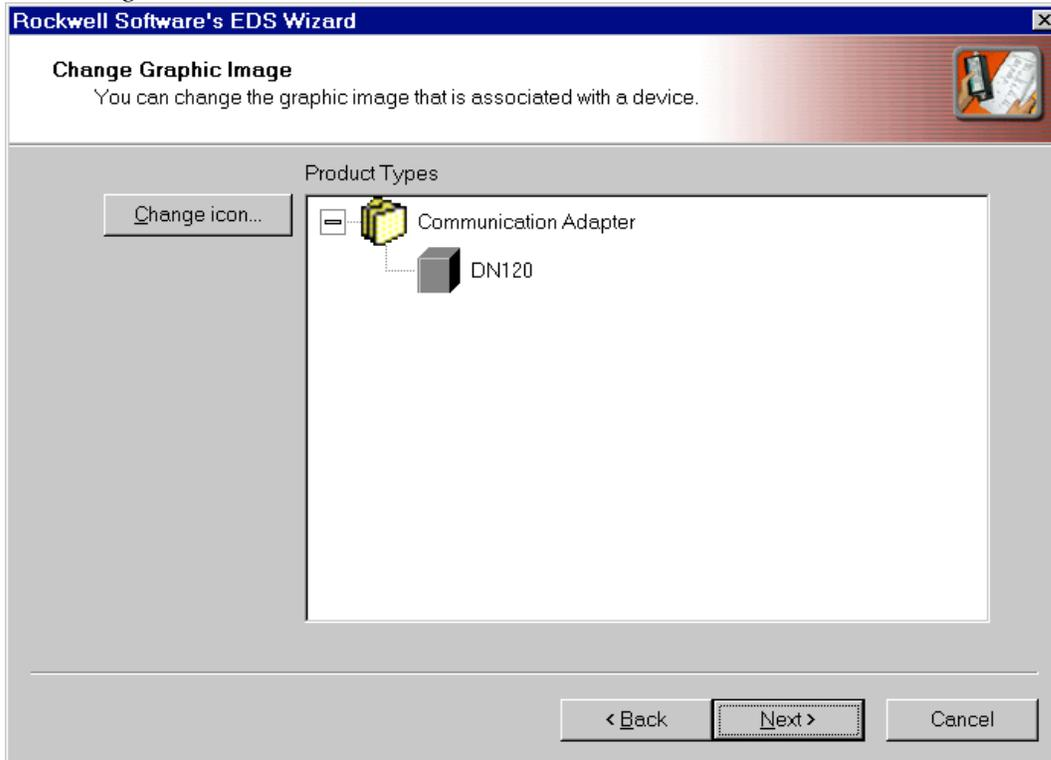 Rockwell Software's EDS Wizard
Change Graphic Image
You can change the graphic image that is associated with a device.
Product Types
Change icon...
Communication Adapter
DN120
< Back Next > Cancel